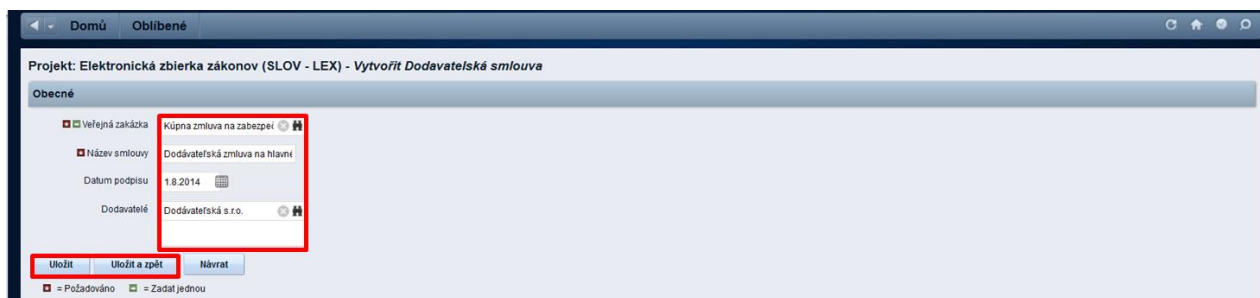 Domů Oblíbené
Projekt: Elektronická zbierka zákonov (SLOV - LEX) - Vytvořit Dodavatelská smlouva
Obecné
Veřejná zakázka Kúpna zmluva na zabezpeč
Název smlouvy Dodávateľská zmluva na hlavné
Datum podpisu 1.8.2014
Dodavatelé Dodávateľská s.r.o.
Uložit Uložit a zpět Návrat
= Požadováno = Zadat jednou